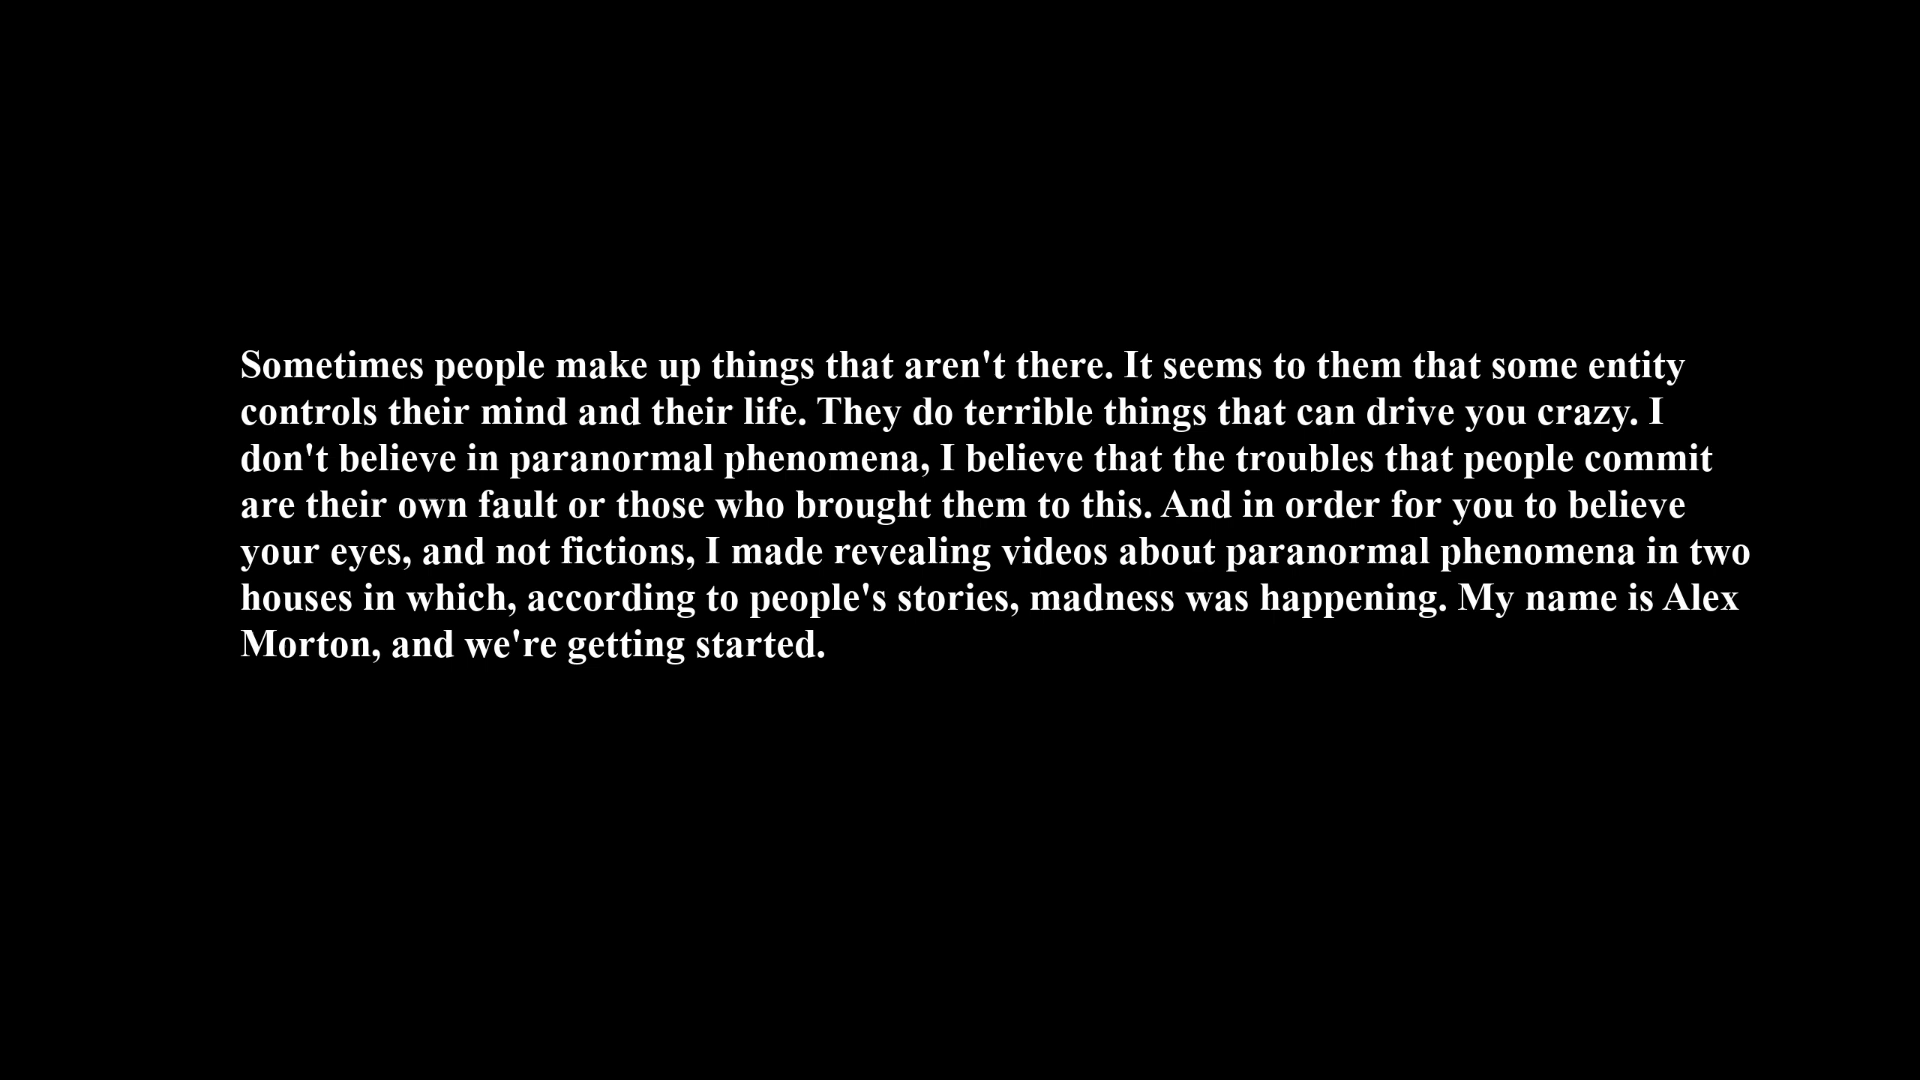 Sometimes people make up things that aren't there. It seems to them that some entity
controls their mind and their life. They do terrible things that can drive you crazy. I
don't believe in paranormal phenomena, I believe that the troubles that people commit
are their own fault or those who brought them to this. And in order for you to believe
your eyes, and not fictions, I made revealing videos about paranormal phenomena in two
houses in which, according to people's stories, madness was happening. My name is Alex
Morton, and we're getting started.